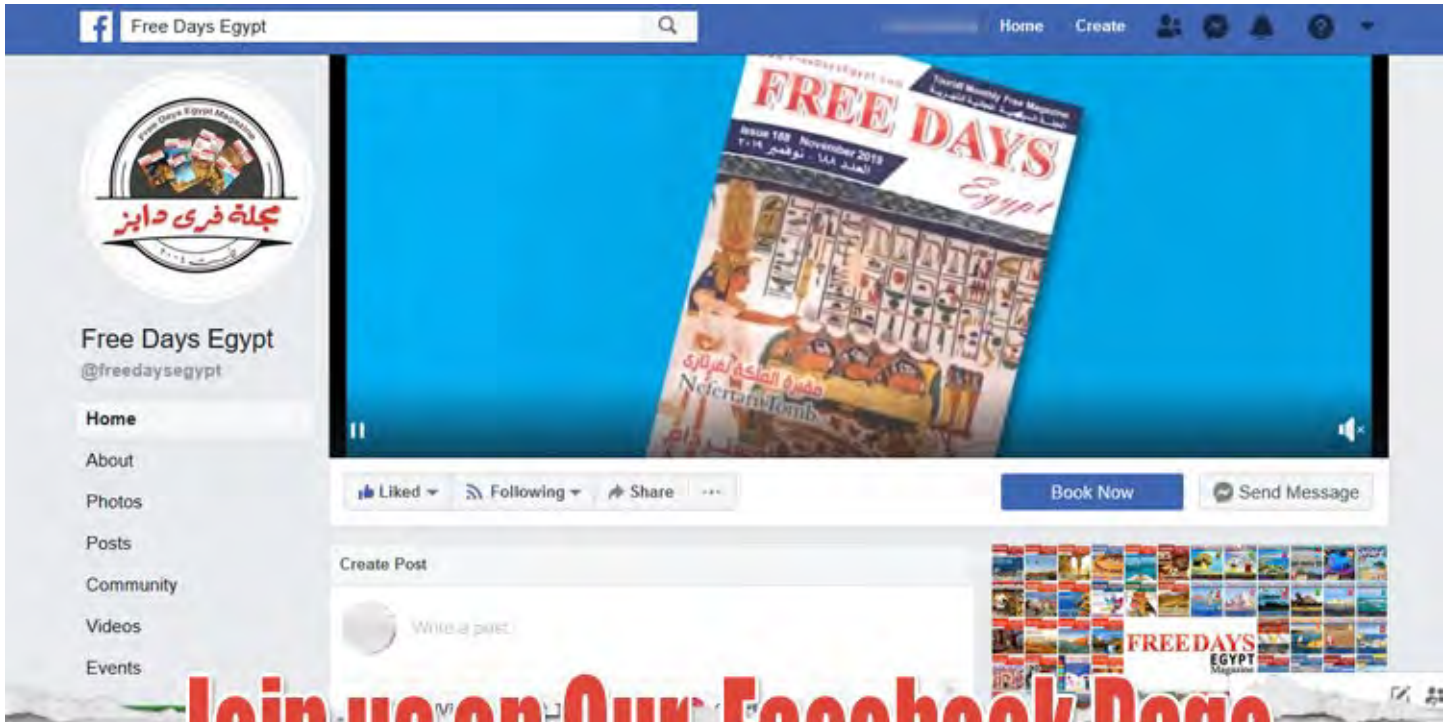 Free Days Egypt
Home
Create
Free Days Egypt Magazine
مجلة فرى دايز
Free Days Egypt
@freedaysegypt
Home
About
Photos
Posts
Community
Videos
Events
www.FreeDaysEgypt.com
Tourist Monthly Free Magazine
FREE DAYS
Egypt
Issue 188 November 2019
العدد ١٨٨ - نوفمبر ٢٠١٩
مقبرة الملكة نفرتارى
Nefertari Tomb
Liked
Following
Share
Book Now
Send Message
Create Post
Write a post
FREE DAYS
EGYPT
Magazine
Join us on Our Facebook Page